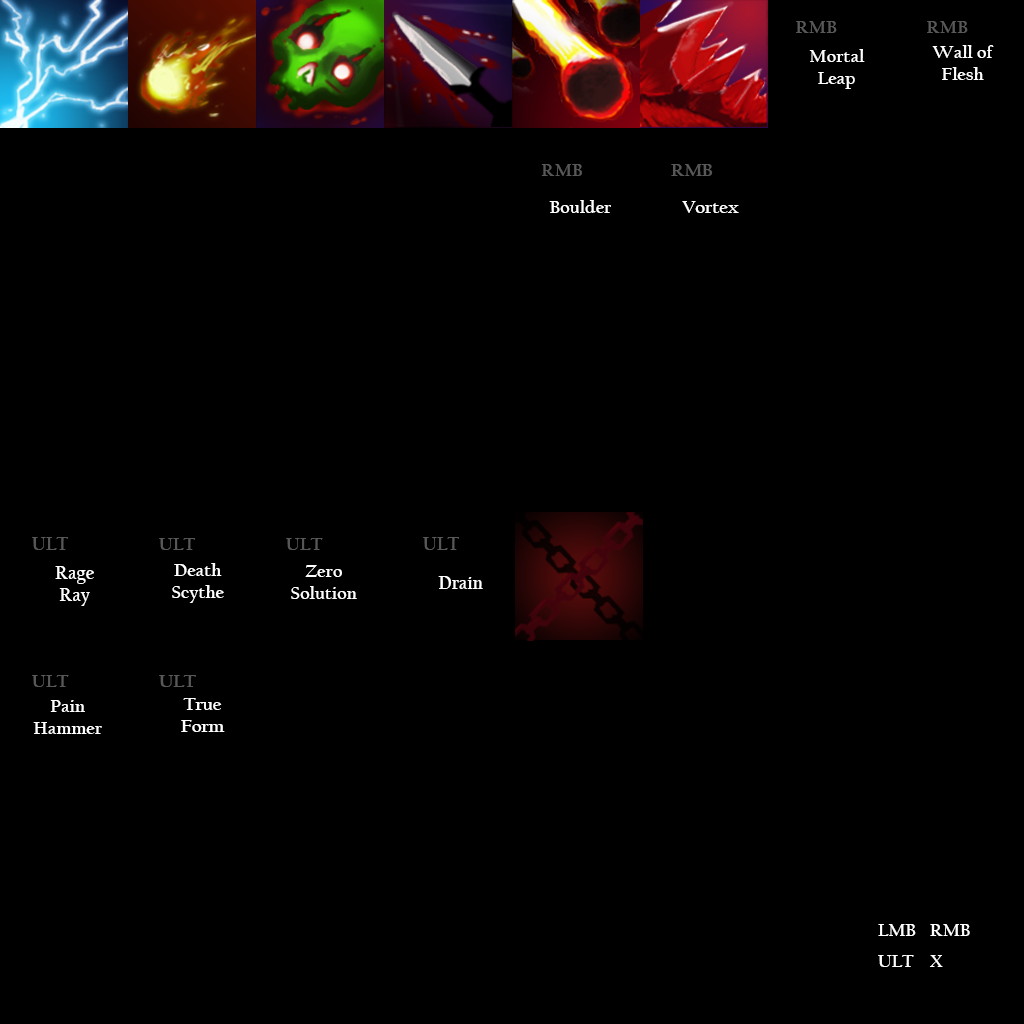 RMB
Mortal
Leap
RMB
Wall of
Flesh
RMB
Boulder
RMB
Vortex
ULT
Rage
Ray
ULT
Death
Scythe
ULT
Zero
Solution
ULT
Drain
ULT
Pain
Hammer
ULT
True
Form
LMB RMB
ULT X